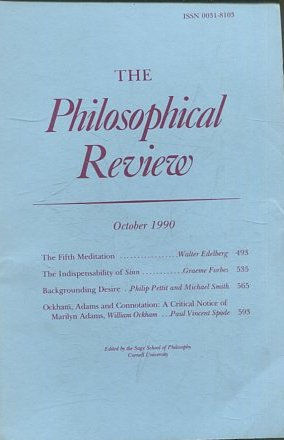 ISSN 0031-8103
THE
Philosophical
Review
October 1990
The Fifth Meditation ................. Walter Edelberg 493
The Indispensability of Sinn ............ Graeme Forbes 535
Backgrounding Desire . Philip Pettit and Michael Smith 565
Ockham, Adams and Connotation: A Critical Notice of
Marilyn Adams, William Ockham ... Paul Vincent Spade 593
Edited by the Sage School of Philosophy
Cornell University